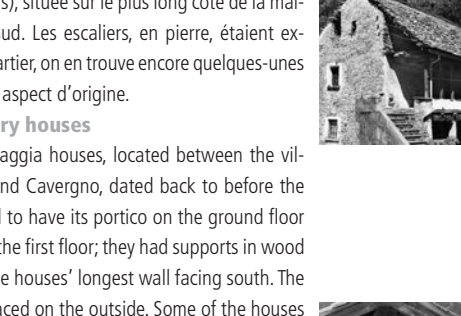 s), située sur le plus long côté de la mai-
sud. Les escaliers, en pierre, étaient ex-
artier, on en trouve encore quelques-unes
aspect d'origine.
ry houses
aggia houses, located between the vil-
nd Cavergno, dated back to before the
to have its portico on the ground floor
the first floor; they had supports in wood
e houses' longest wall facing south. The
aced on the outside. Some of the houses